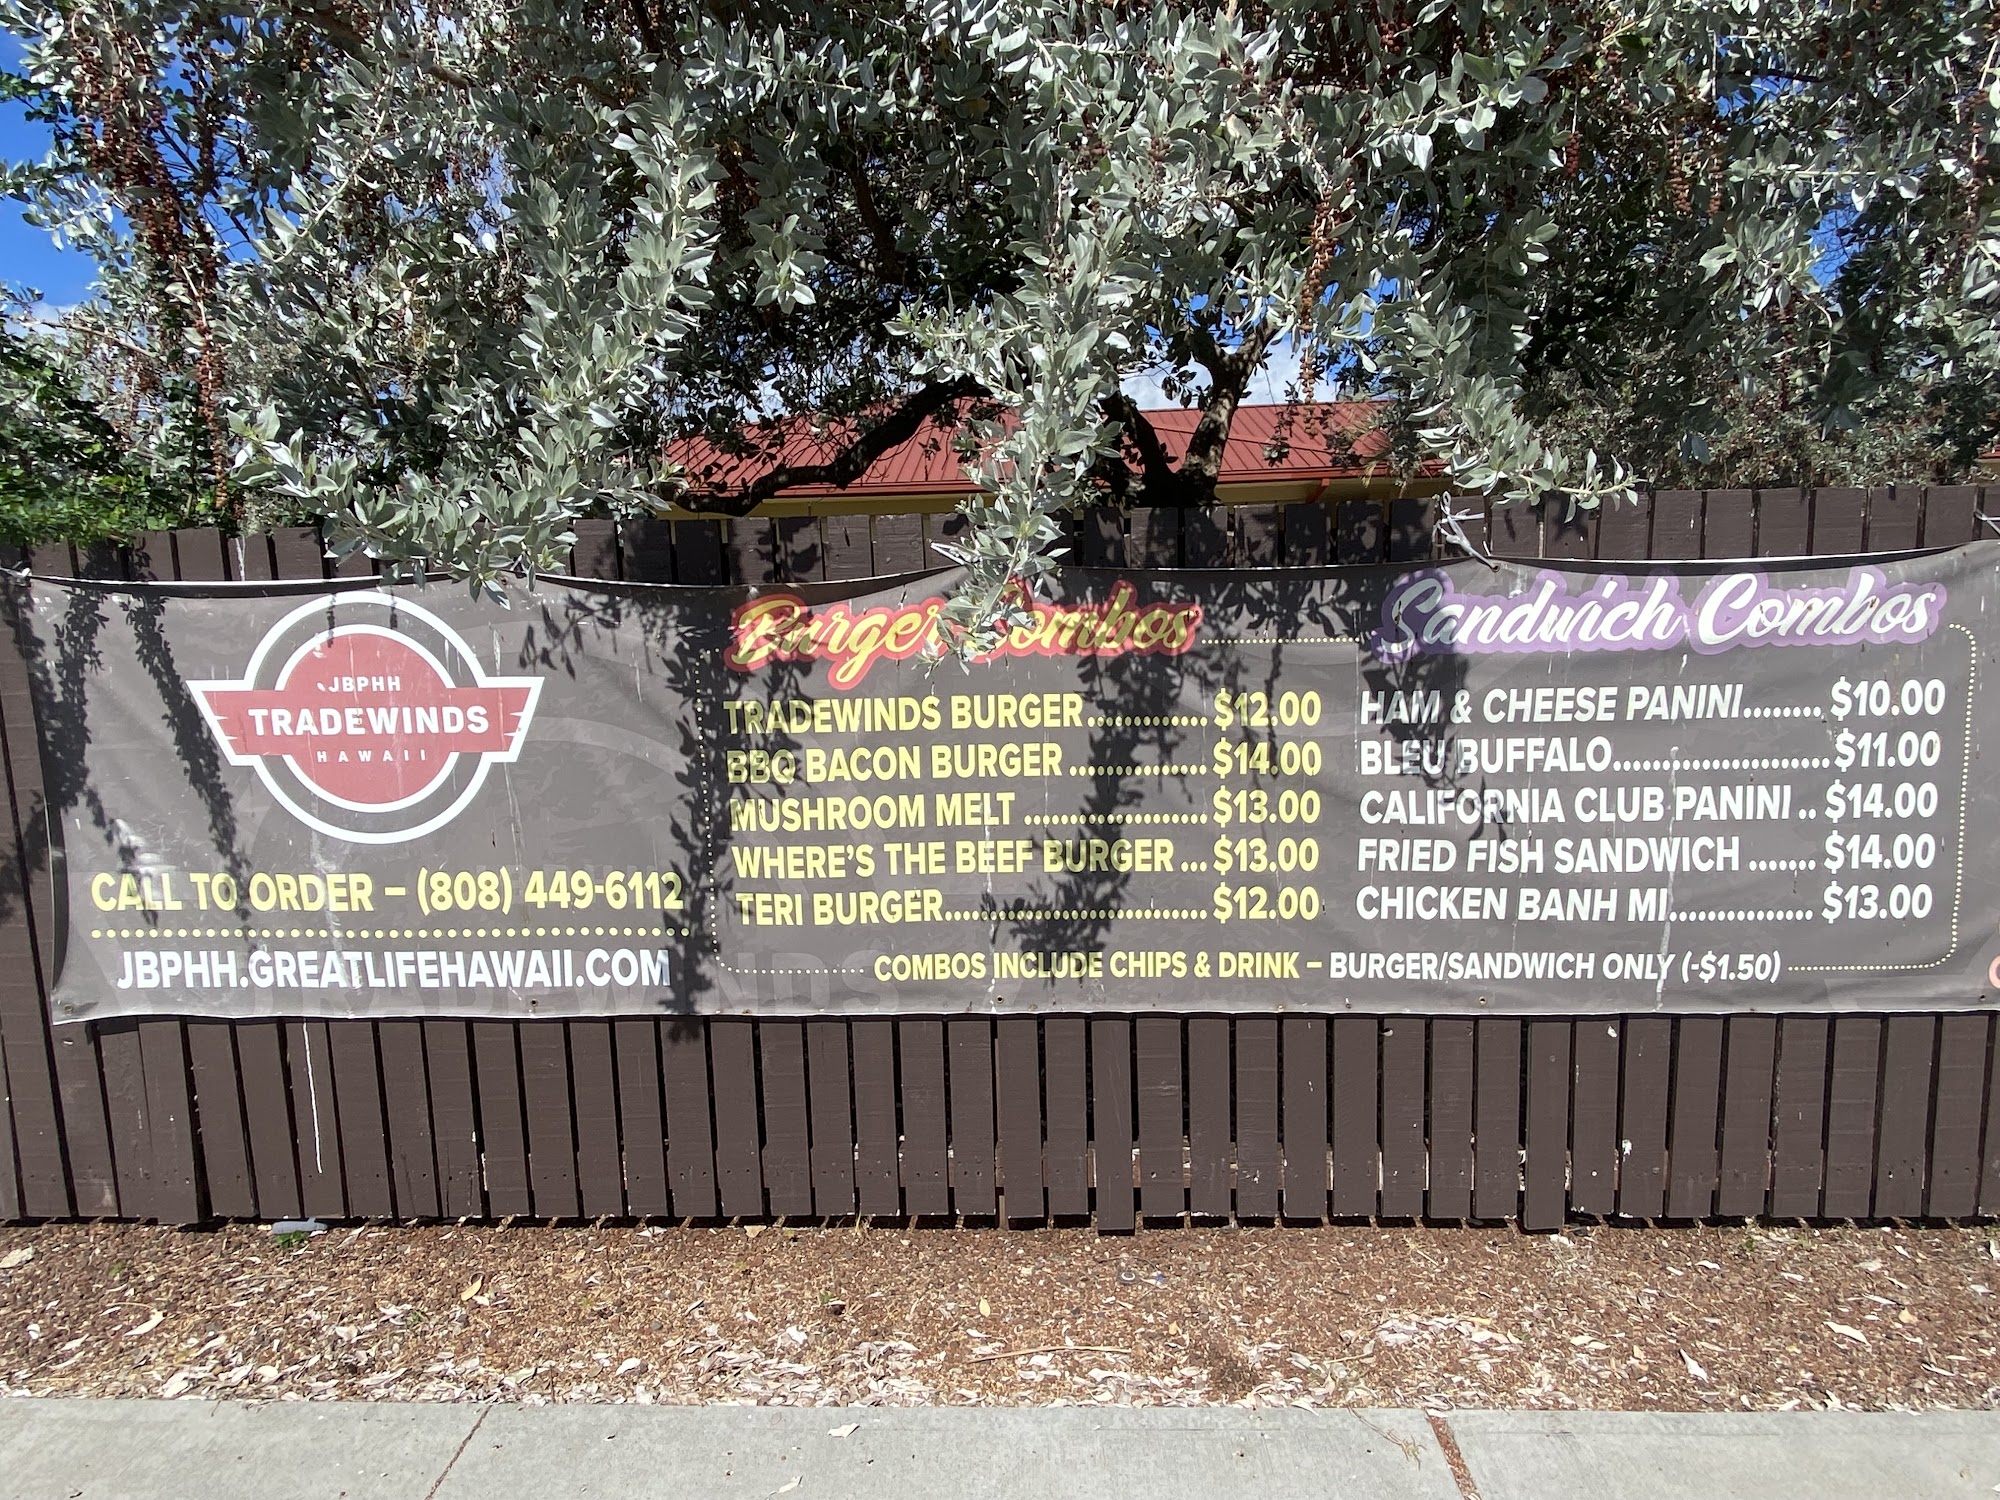 JBPHH
TRADEWINDS
HAWAII
CALL TO ORDER – (808) 449-6112
JBPHH.GREATLIFEHAWAII.COM
Burger Combos
TRADEWINDS BURGER............. $12.00
BBQ BACON BURGER ................ $14.00
MUSHROOM MELT ..................... $13.00
WHERE'S THE BEEF BURGER ... $13.00
TERI BURGER.............................. $12.00
Sandwich Combos
HAM & CHEESE PANINI........ $10.00
BLEU BUFFALO...................... $11.00
CALIFORNIA CLUB PANINI .. $14.00
FRIED FISH SANDWICH ....... $14.00
CHICKEN BANH MI................ $13.00
COMBOS INCLUDE CHIPS & DRINK – BURGER/SANDWICH ONLY (-$1.50)